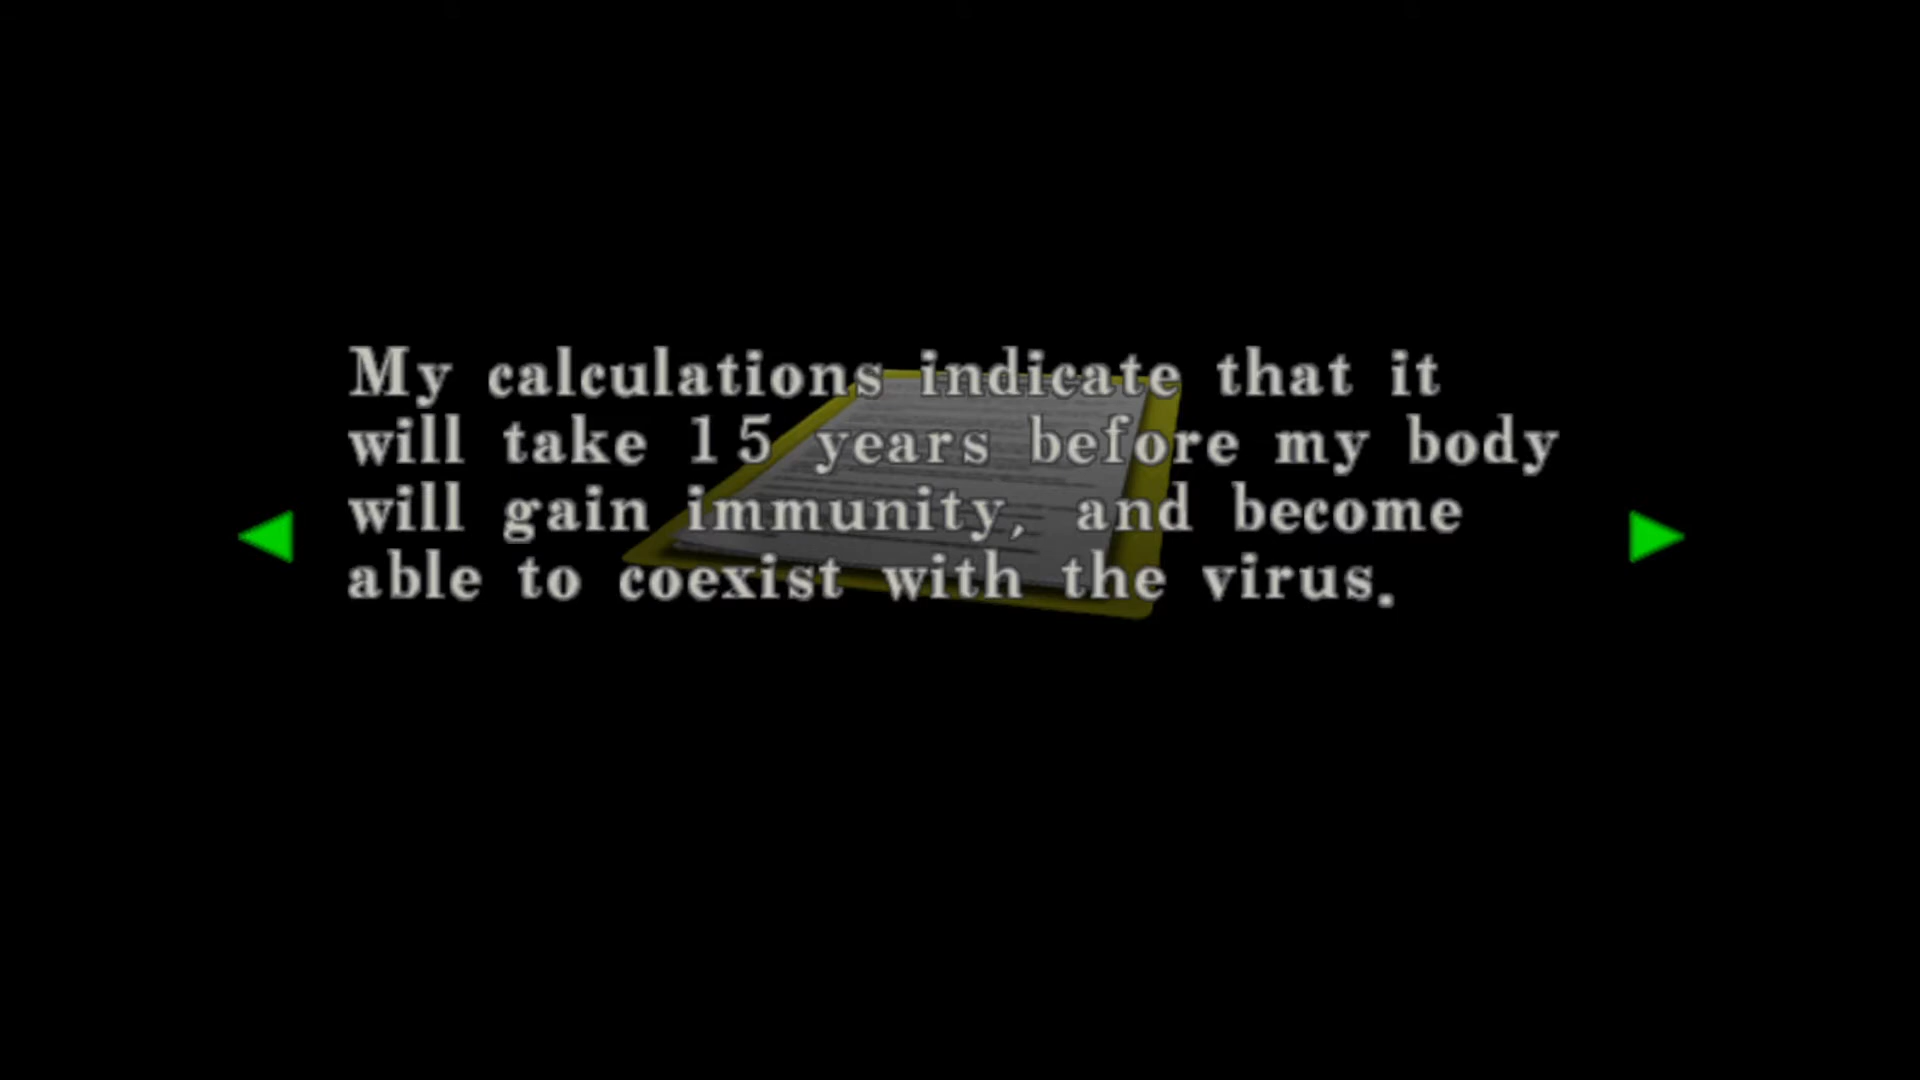 My calculations indicate that it
will take 15 years before my body
will gain immunity, and become
able to coexist with the virus.